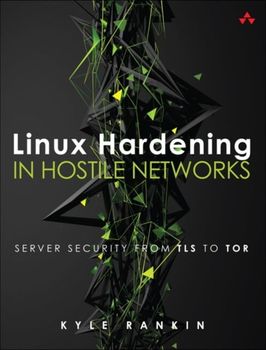 Linux Hardening
IN HOSTILE NETWORKS
SERVER SECURITY FROM TLS TO TOR
KYLE RANKIN